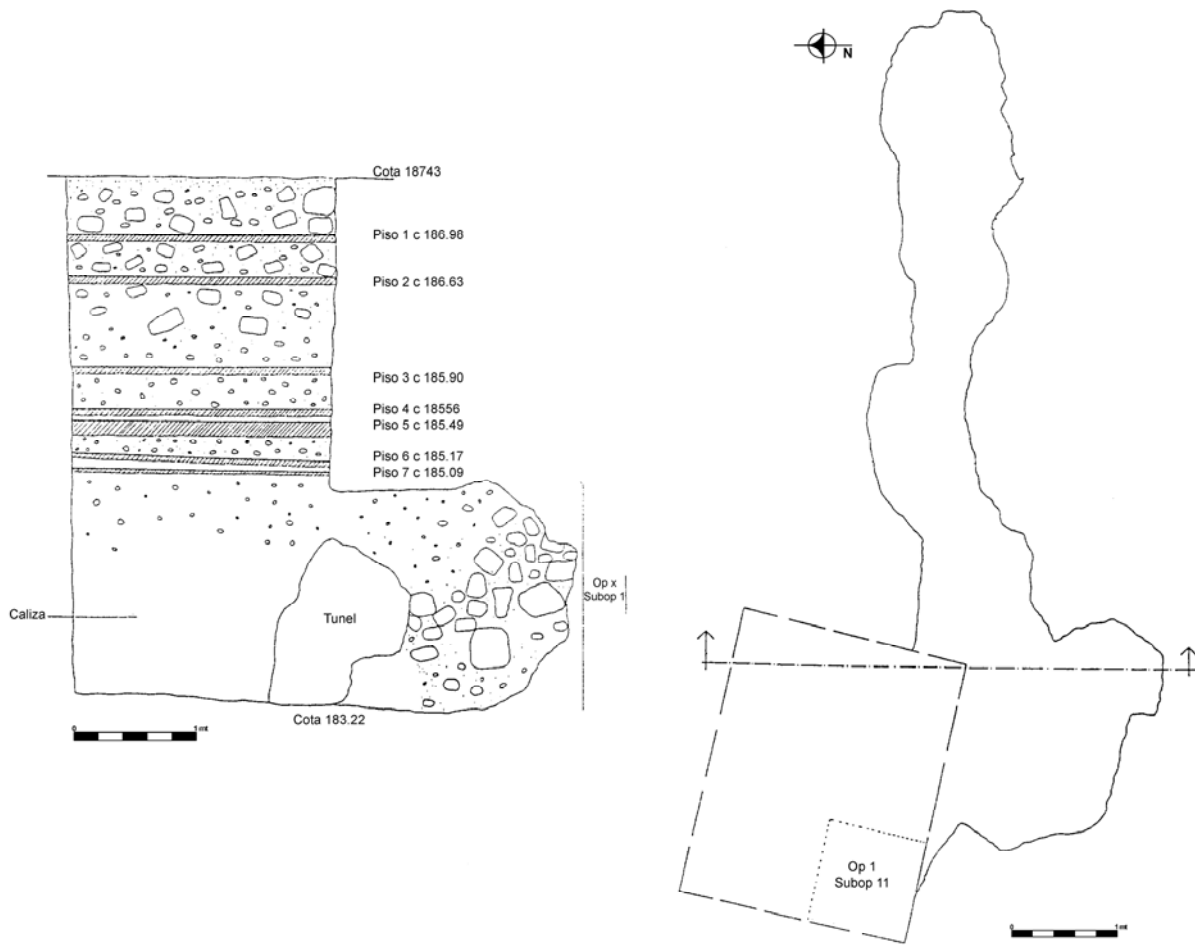 Cota 18743
Piso 1 c 186.98
Piso 2 c 186.63
Piso 3 c 185.90
Piso 4 c 18556
Piso 5 c 185.49
Piso 6 c 185.17
Piso 7 c 185.09
Op x
Subop 1
Caliza
Tunel
Cota 183.22
0 1 mt
N
Op 1
Subop 11
0 1 mt